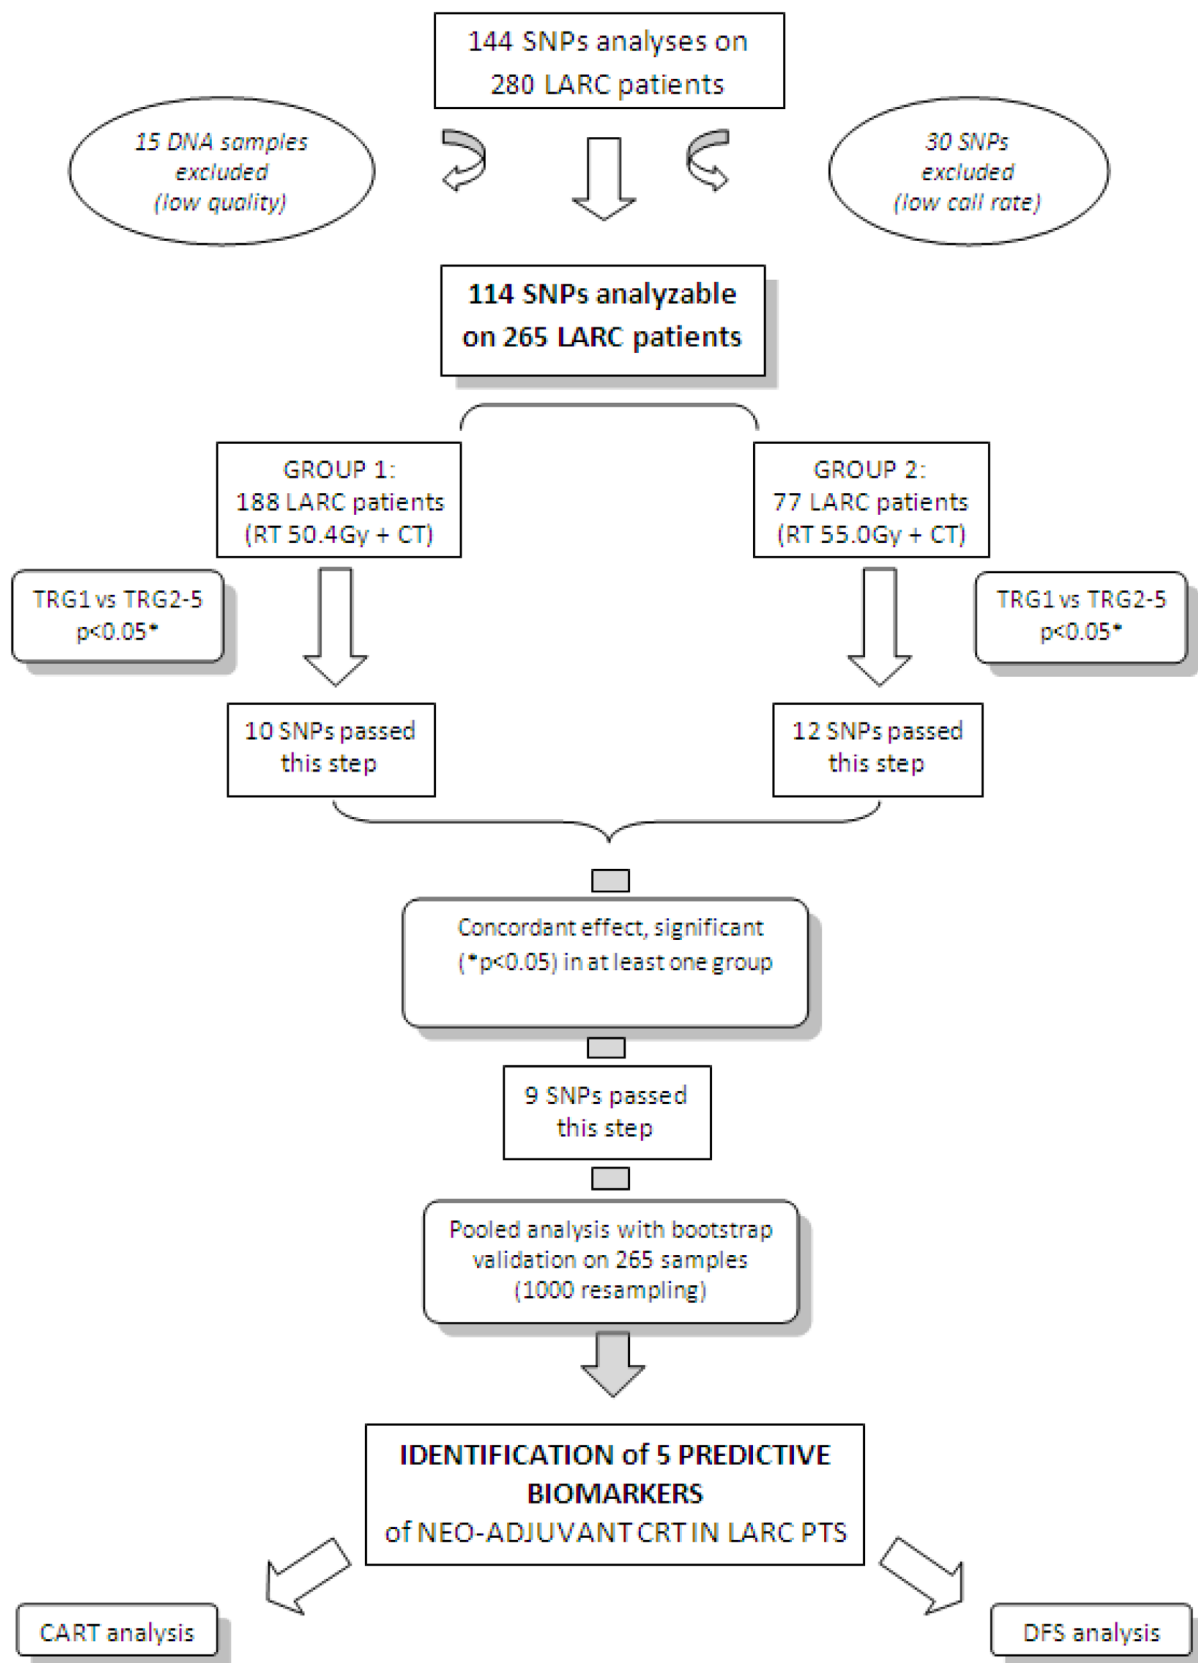 144 SNPs analyses on
280 LARC patients
15 DNA samples
excluded
(low quality)
30 SNPs
excluded
(low call rate)
114 SNPs analyzable
on 265 LARC patients
GROUP 1:
188 LARC patients
(RT 50.4Gy + CT)
GROUP 2:
77 LARC patients
(RT 55.0Gy + CT)
TRG1 vs TRG2-5
p<0.05*
TRG1 vs TRG2-5
p<0.05*
10 SNPs passed
this step
12 SNPs passed
this step
Concordant effect, significant
(*p<0.05) in at least one group
9 SNPs passed
this step
Pooled analysis with bootstrap
validation on 265 samples
(1000 resampling)
IDENTIFICATION of 5 PREDICTIVE
BIOMARKERS
of NEO-ADJUVANT CRT IN LARC PTS
CART analysis
DFS analysis